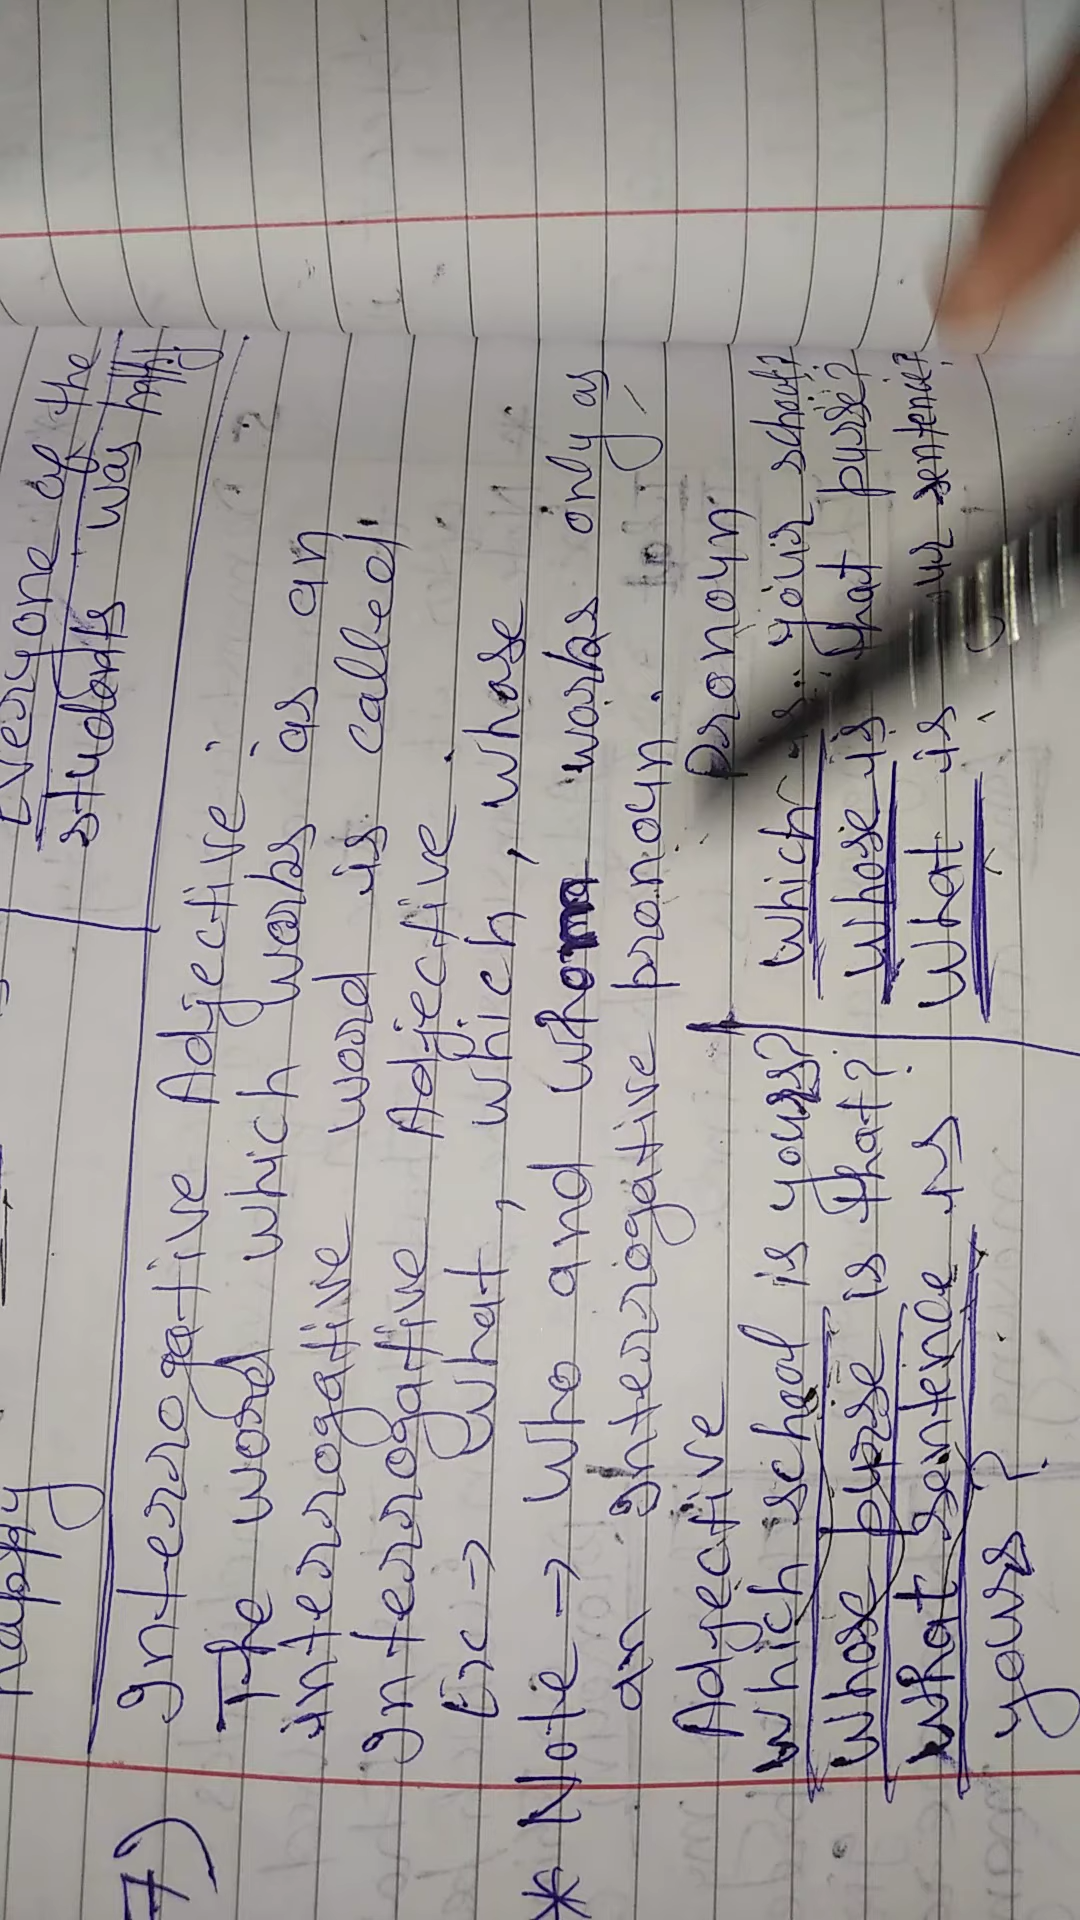 happy
Everyone of the
students was happy
7) Interrogative Adjective :
The word which works as an
interrogative word is called
Interrogative Adjective.
Ex → What, which, whose
* Note → Who and whom works only as
an Interriogative pronoun.
Adjective Pronoun
Which school is yours? Which is your school?
Whose purse is that? Whose is that purse?
What sentence is What is sentence?
yours ?